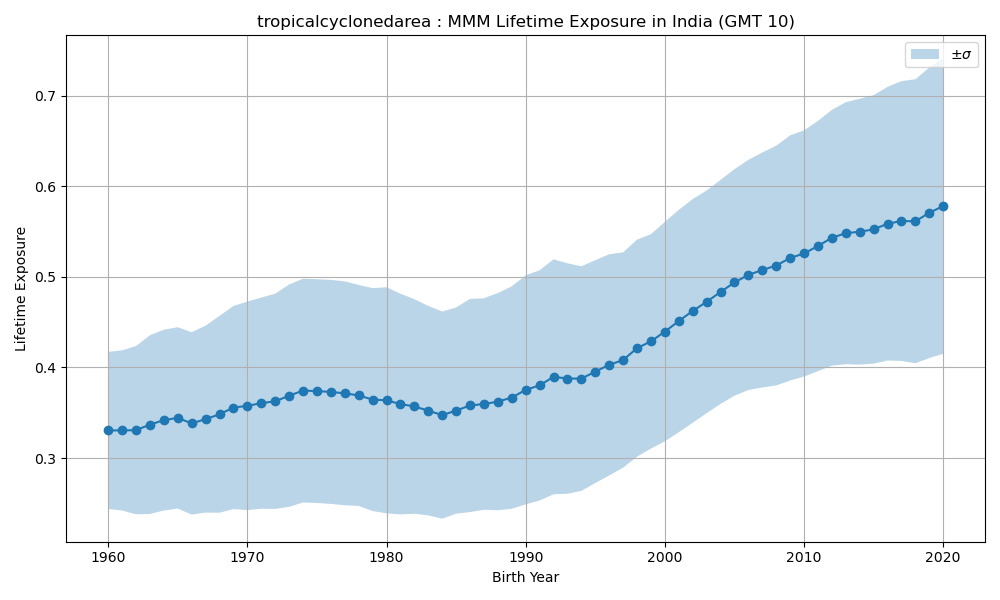 tropicalcyclonedarea : MMM Lifetime Exposure in India (GMT 10)
±σ
0.7
0.6
0.5
0.4
0.3
Lifetime Exposure
1960 1970 1980 1990 2000 2010 2020
Birth Year